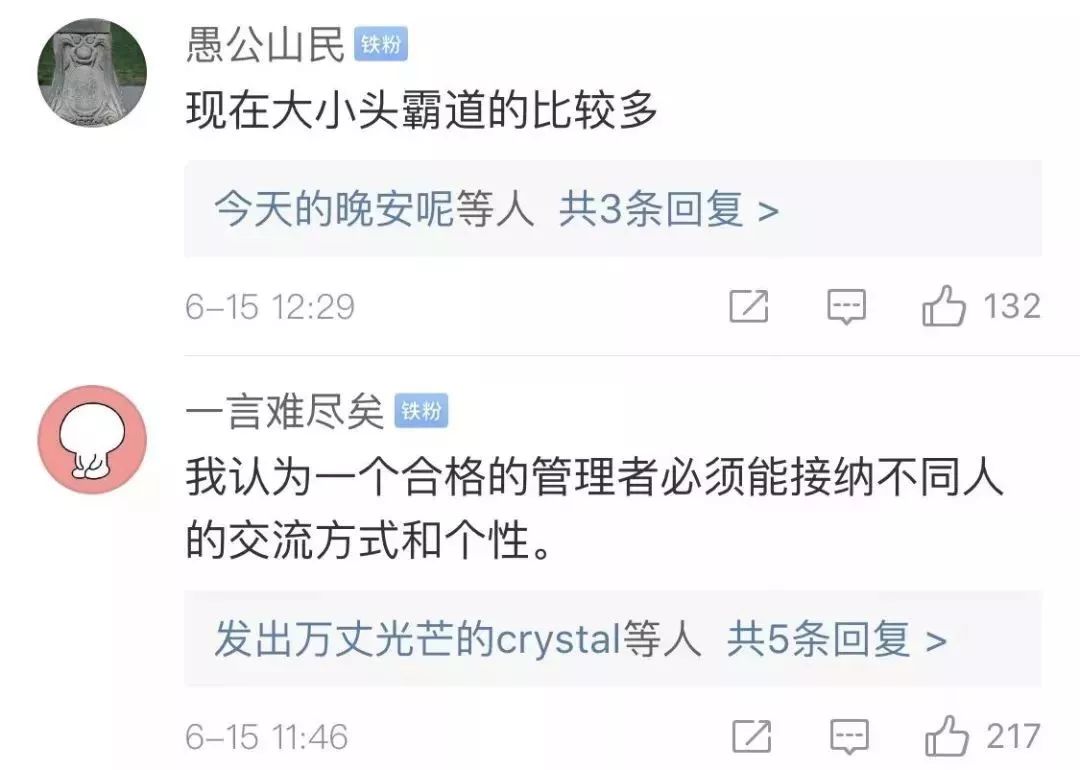 愚公山民 铁粉
现在大小头霸道的比较多
今天的晚安呢等人 共3条回复 >
6-15 12:29 132
一言难尽矣 铁粉
我认为一个合格的管理者必须能接纳不同人
的交流方式和个性。
发出万丈光芒的crystal等人 共5条回复 >
6-15 11:46 217